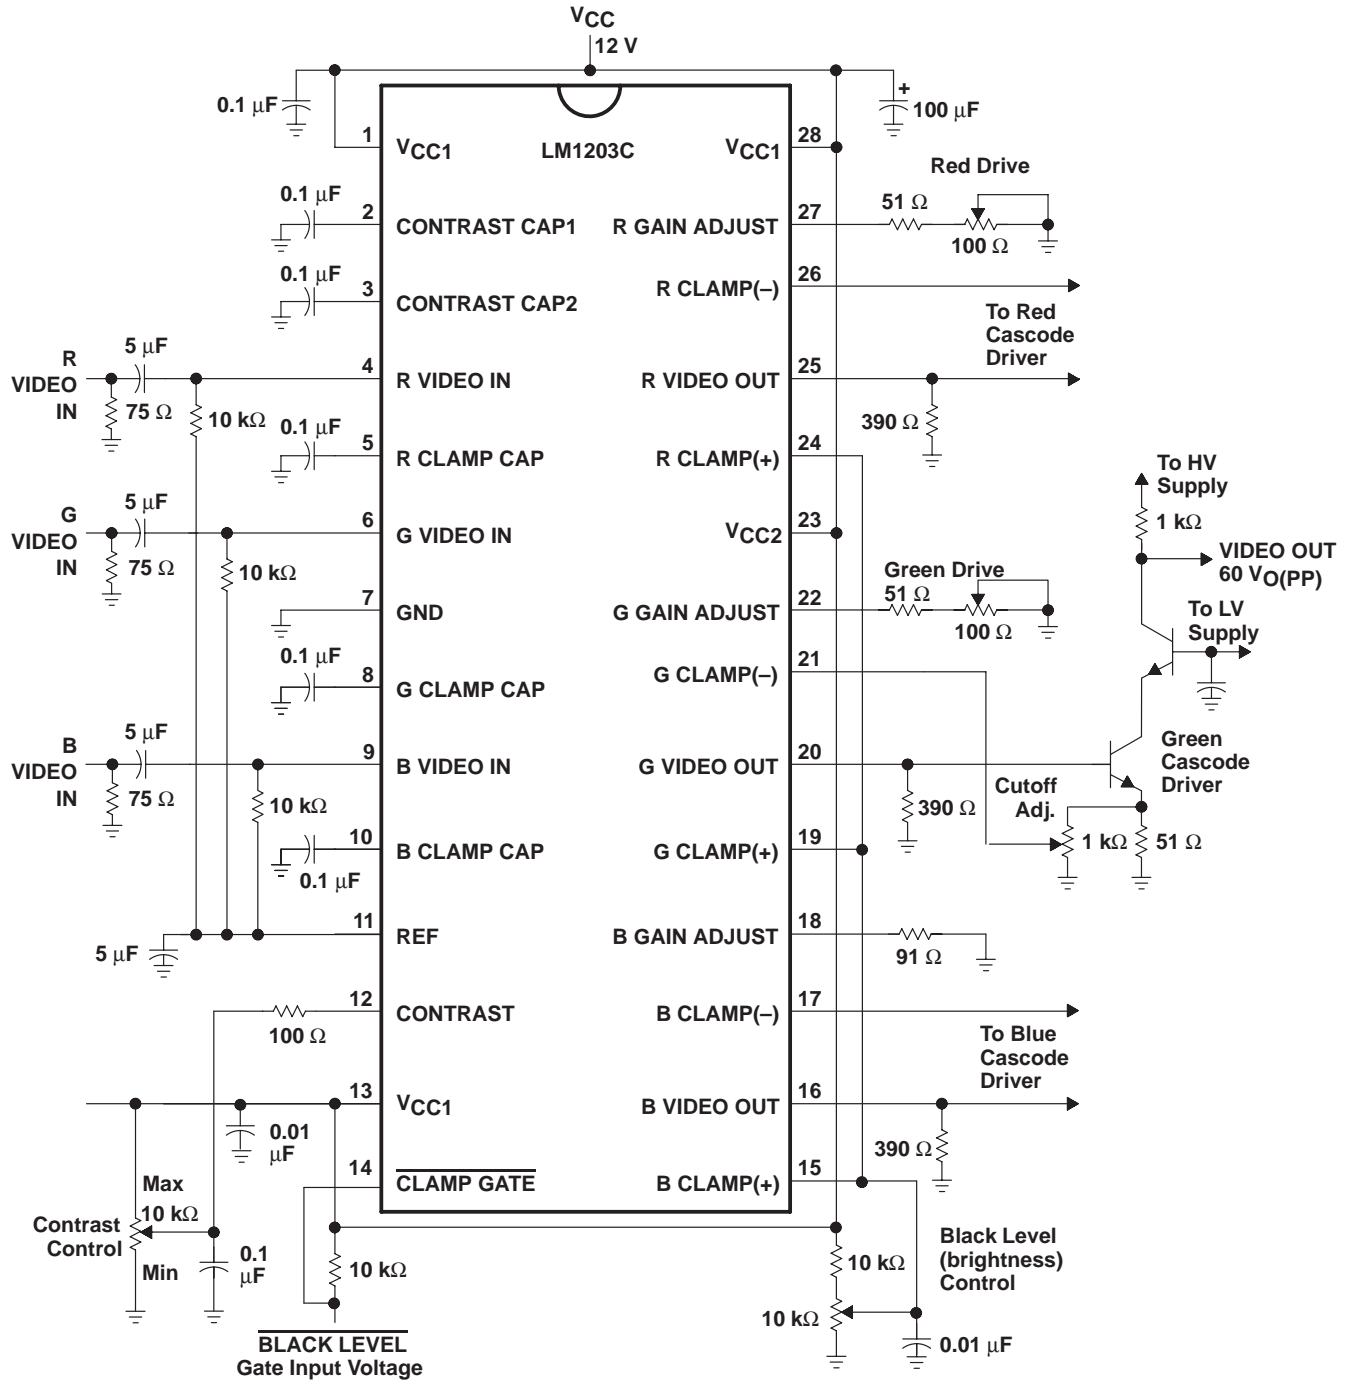 VCC
12 V
0.1 μF
+
100 μF
LM1203C
1
VCC1
28
VCC1
Red Drive
0.1 μF
2
CONTRAST CAP1
27
R GAIN ADJUST
51 Ω
100 Ω
0.1 μF
3
CONTRAST CAP2
26
R CLAMP(–)
To Red
Cascode
Driver
R
VIDEO
IN
5 μF
75 Ω
10 kΩ
4
R VIDEO IN
25
R VIDEO OUT
390 Ω
0.1 μF
5
R CLAMP CAP
24
R CLAMP(+)
To HV
Supply
1 kΩ
VIDEO OUT
60 VO(PP)
G
VIDEO
IN
5 μF
75 Ω
10 kΩ
6
G VIDEO IN
23
VCC2
Green Drive
51 Ω
100 Ω
7
GND
22
G GAIN ADJUST
To LV
Supply
0.1 μF
8
G CLAMP CAP
21
G CLAMP(–)
B
VIDEO
IN
5 μF
75 Ω
10 kΩ
9
B VIDEO IN
20
G VIDEO OUT
390 Ω
Green
Cascode
Driver
Cutoff
Adj.
1 kΩ
51 Ω
10
B CLAMP CAP
0.1 μF
19
G CLAMP(+)
5 μF
11
REF
18
B GAIN ADJUST
91 Ω
12
CONTRAST
100 Ω
17
B CLAMP(–)
To Blue
Cascode
Driver
13
VCC1
0.01
μF
16
B VIDEO OUT
390 Ω
14
CLAMP GATE
15
B CLAMP(+)
Max
10 kΩ
Contrast
Control
Min
0.1
μF
10 kΩ
BLACK LEVEL
Gate Input Voltage
10 kΩ
10 kΩ
Black Level
(brightness)
Control
0.01 μF